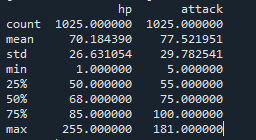 hp attack
count 1025.000000 1025.000000
mean 70.184390 77.521951
std 26.631054 29.782541
min 1.000000 5.000000
25% 50.000000 55.000000
50% 68.000000 75.000000
75% 85.000000 100.000000
max 255.000000 181.000000